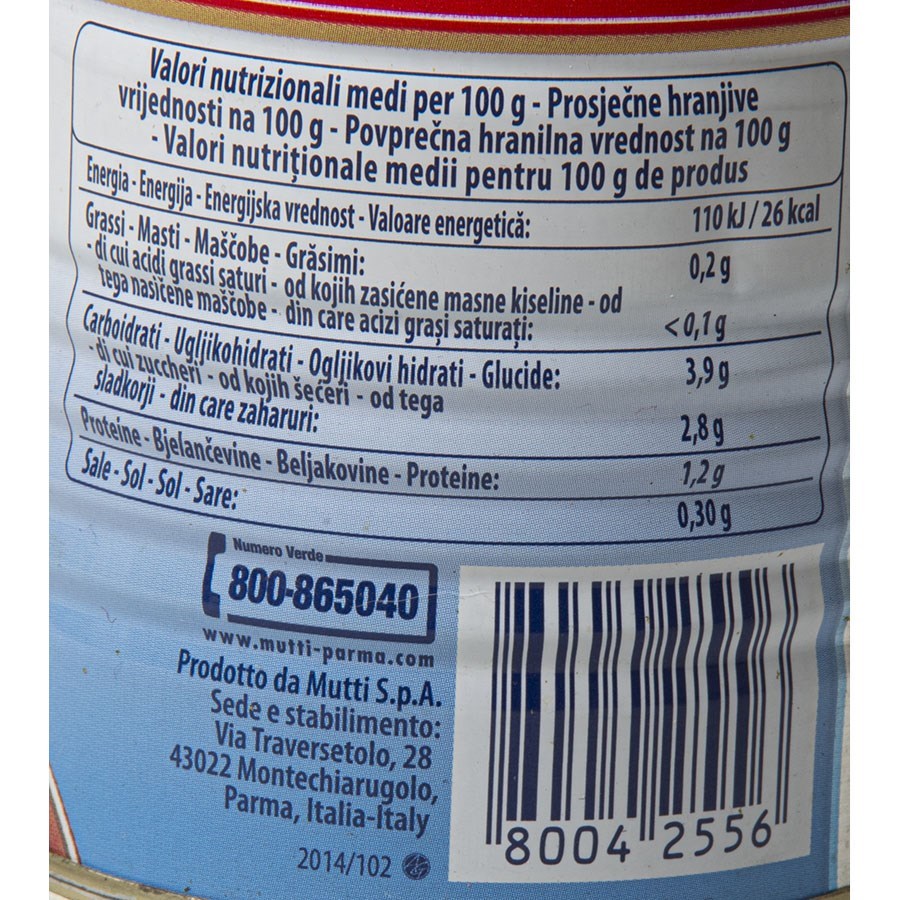 Valori nutrizionali medi per 100 g - Prosječne hranjive
vrijednosti na 100 g - Povprečna hranilna vrednost na 100 g
- Valori nutriționale medii pentru 100 g de produs
Energia - Energija - Energijska vrednost - Valoare energetică: 110 kJ / 26 kcal
Grassi - Masti - Maščobe - Grăsimi: 0,2 g
- di cui acidi grassi saturi - od kojih zasićene masne kiseline - od
tega nasičene maščobe - din care acizi grași saturați: <0,1 g
Carboidrati - Ugljikohidrati - Ogljikovi hidrati - Glucide: 3,9 g
- di cui zuccheri - od kojih šećeri - od tega
sladkorji - din care zaharuri: 2,8 g
Proteine - Bjelančevine - Beljakovine - Proteine: 1,2 g
Sale - Sol - Sol - Sare: 0,30 g
Numero Verde
800-865040
www.mutti-parma.com
Prodotto da Mutti S.p.A.
Sede e stabilimento:
Via Traversetolo, 28
43022 Montechiarugolo,
Parma, Italia-Italy
2014/102
8004 2556